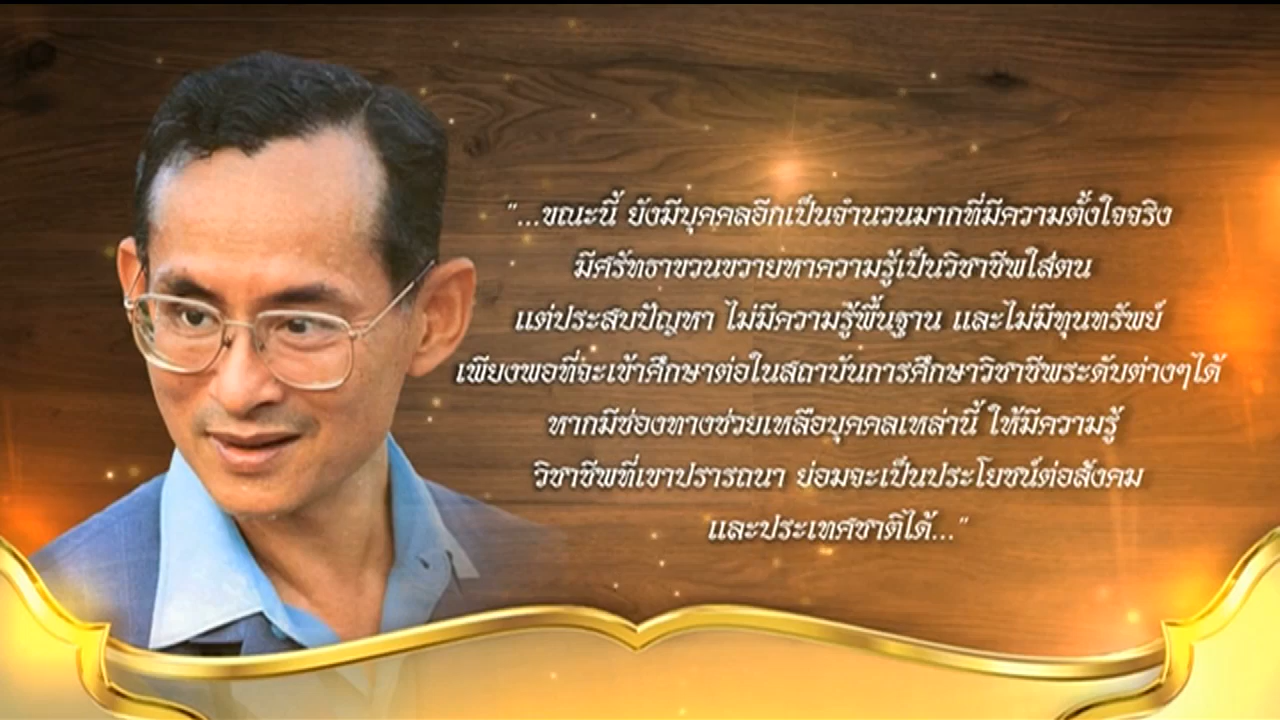 "...ขณะนี้ ยังมีบุคคลอีกเป็นจำนวนมากที่มีความตั้งใจจริง
มีศรัทธาขวนขวายหาความรู้เป็นวิชาชีพใส่ตน
แต่ประสบปัญหา ไม่มีความรู้พื้นฐาน และไม่มีทุนทรัพย์
เพียงพอที่จะเข้าศึกษาต่อในสถาบันการศึกษาวิชาชีพระดับต่างๆได้
หากมีช่องทางช่วยเหลือบุคคลเหล่านี้ ให้มีความรู้
วิชาชีพที่เขาปรารถนา ย่อมจะเป็นประโยชน์ต่อสังคม
และประเทศชาติได้..."